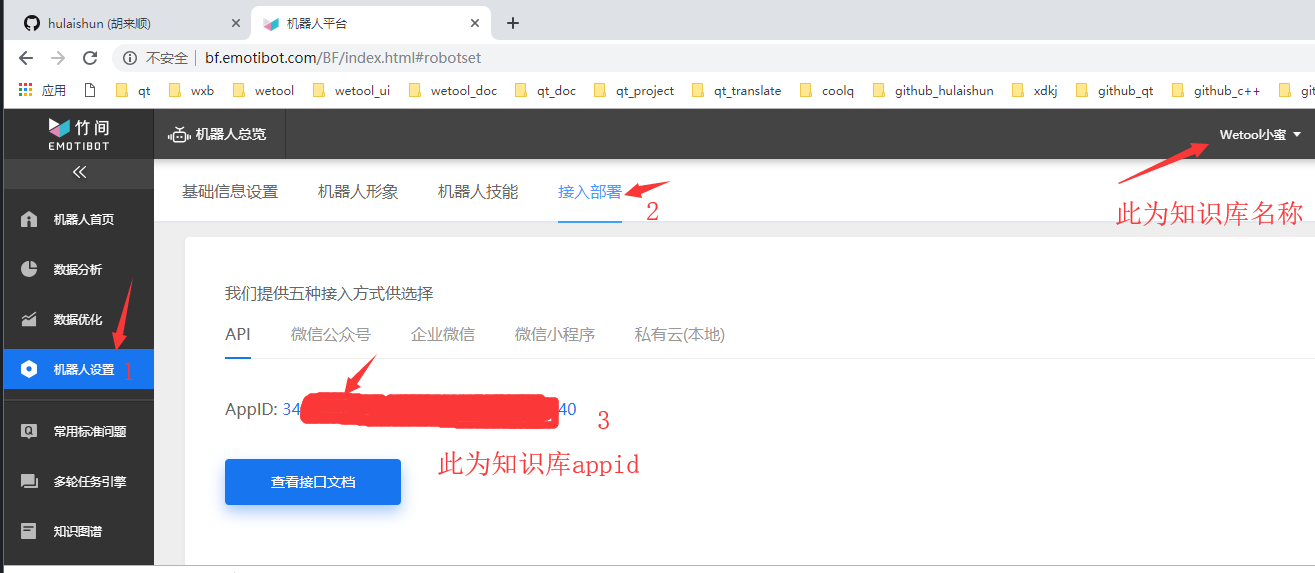 hulaishun (胡来顺)
机器人平台
不安全 | bf.emotibot.com/BF/index.html#robotset
应用 qt wxb wetool wetool_ui wetool_doc qt_doc qt_project qt_translate coolq github_hulaishun xdkj github_qt github_c++ git
竹间
EMOTIBOT
机器人总览
Wetool小蜜
基础信息设置 机器人形象 机器人技能 接入部署
2
此为知识库名称
机器人首页
数据分析
数据优化
机器人设置 1
常用标准问题
多轮任务引擎
知识图谱
我们提供五种接入方式供选择
API 微信公众号 企业微信 微信小程序 私有云(本地)
AppID: 34 40
3
此为知识库appid
查看接口文档